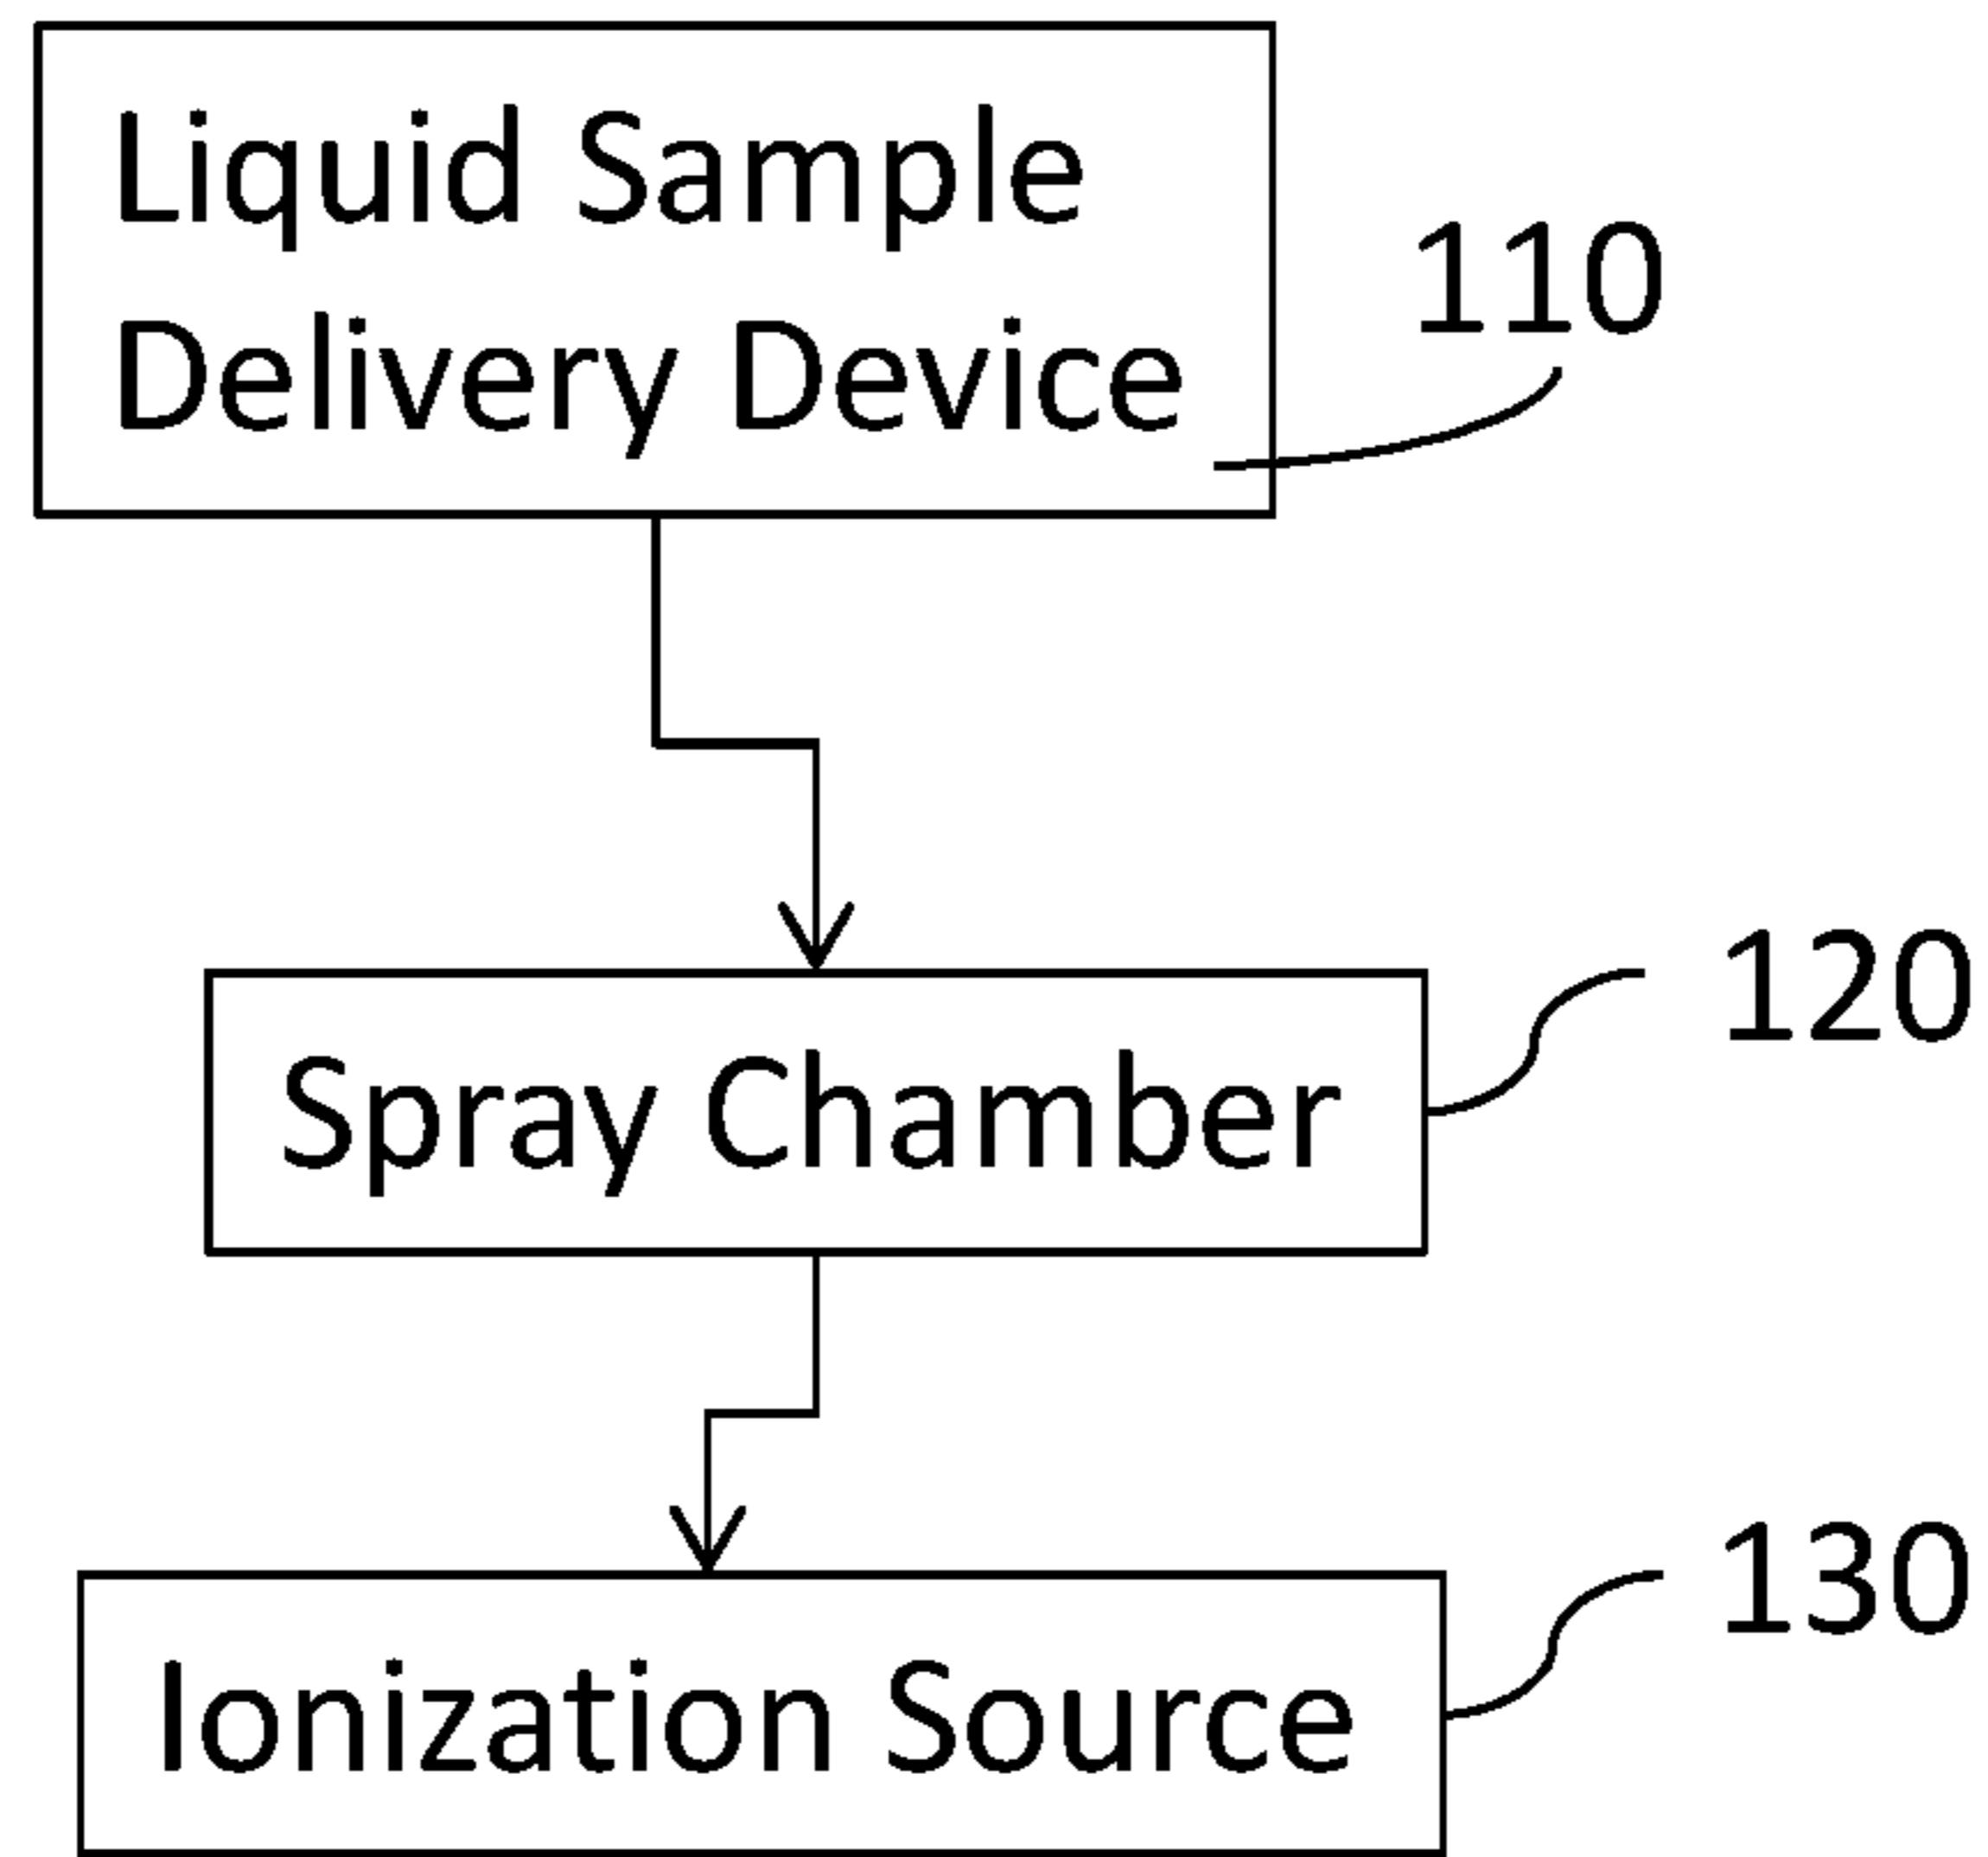 Liquid Sample
Delivery Device
110
120
Spray Chamber
130
Ionization Source